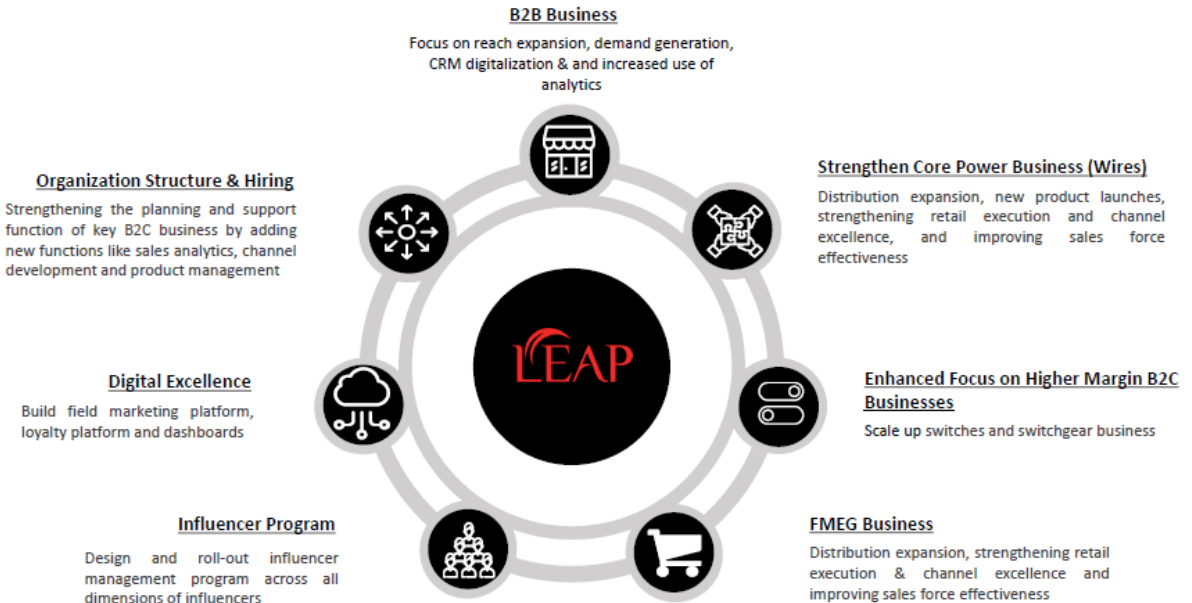 B2B Business
Focus on reach expansion, demand generation,
CRM digitalization & and increased use of
analytics
Strengthen Core Power Business (Wires)
Distribution expansion, new product launches,
strengthening retail execution and channel
excellence, and improving sales force
effectiveness
Enhanced Focus on Higher Margin B2C
Businesses
Scale up switches and switchgear business
FMEG Business
Distribution expansion, strengthening retail
execution & channel excellence and
improving sales force effectiveness
Influencer Program
Design and roll-out influencer
management program across all
dimensions of influencers
Digital Excellence
Build field marketing platform,
loyalty platform and dashboards
Organization Structure & Hiring
Strengthening the planning and support
function of key B2C business by adding
new functions like sales analytics, channel
development and product management
LEAP